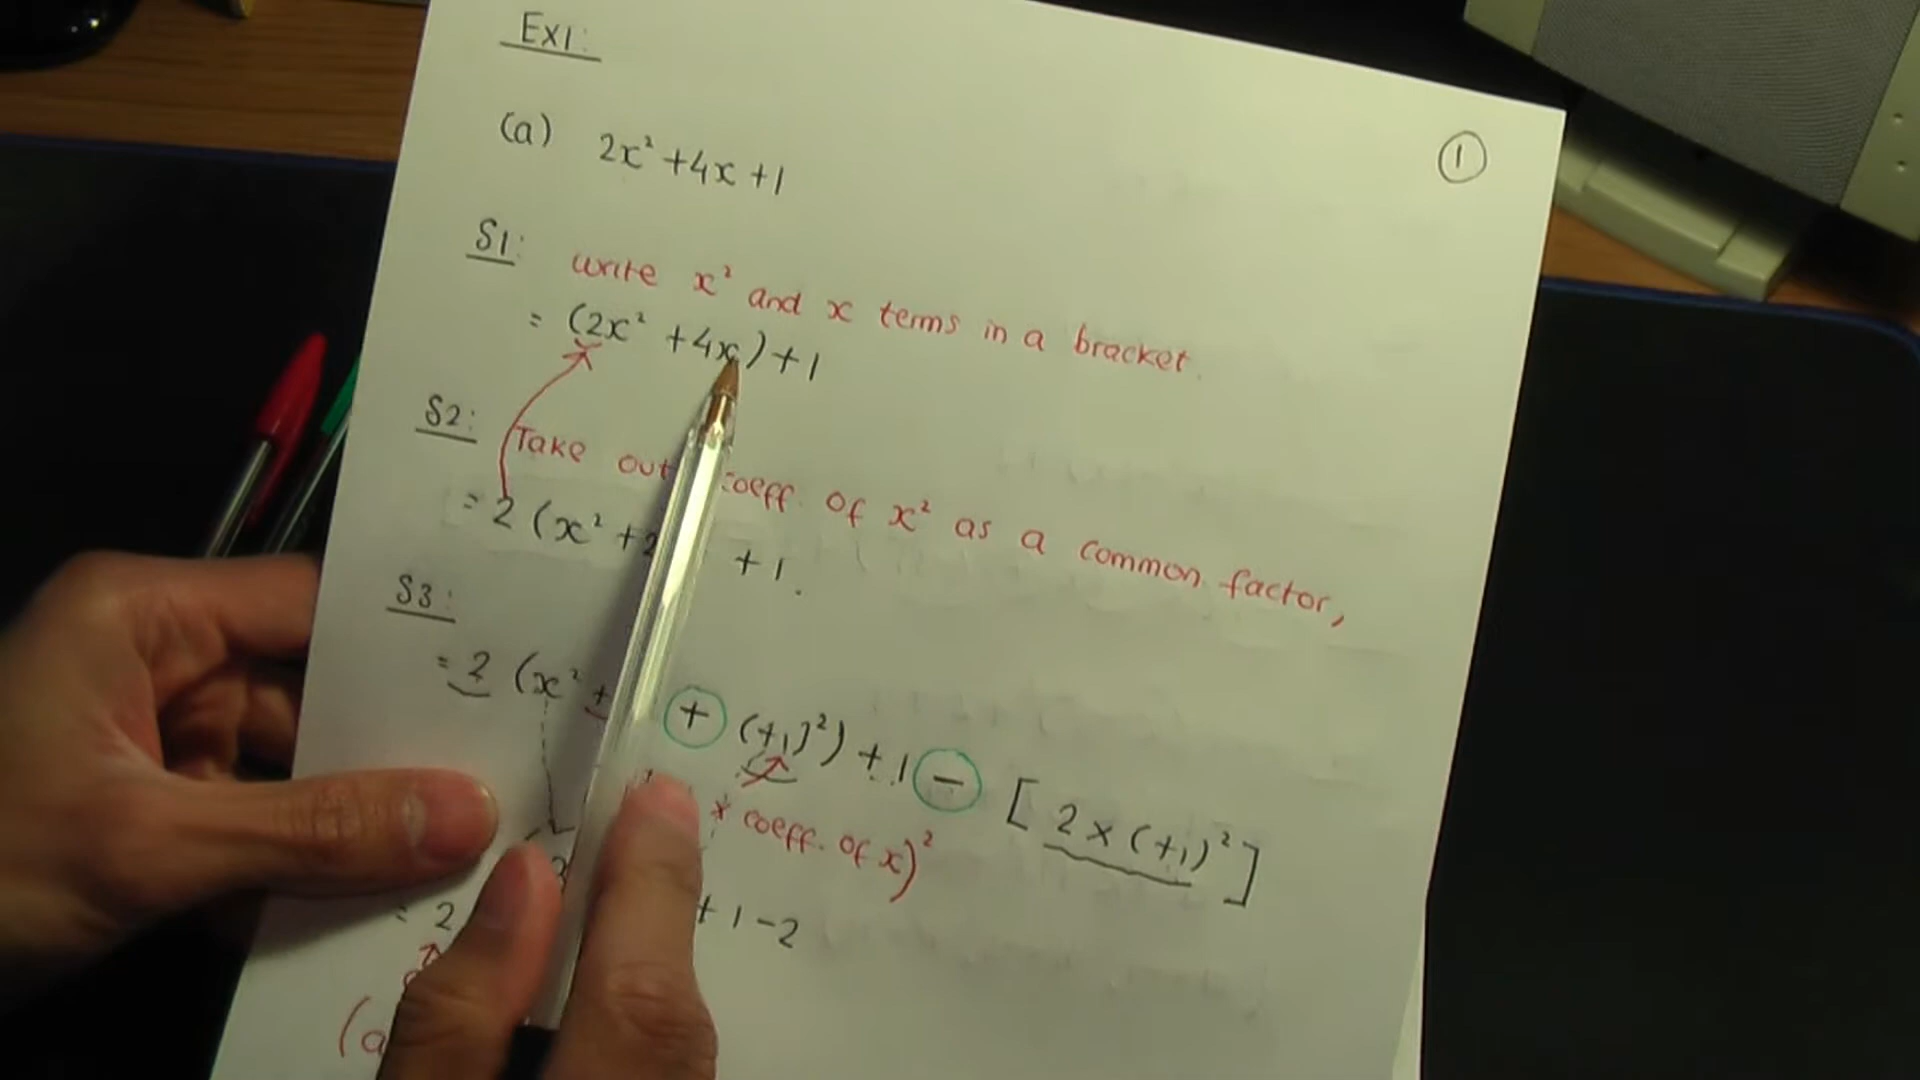 Ex1:
①
(a) 2x² +4x +1
S1: write x² and x terms in a bracket.
= (2x² +4x) + 1
S2: Take out coeff. of x² as a common factor,
= 2 (x² +2 + 1.
S3:
= 2 (x² + + (+1)²) + 1 − [ 2 × (+1)² ]
* coeff. of x)²
= 2 + 1 − 2
(a